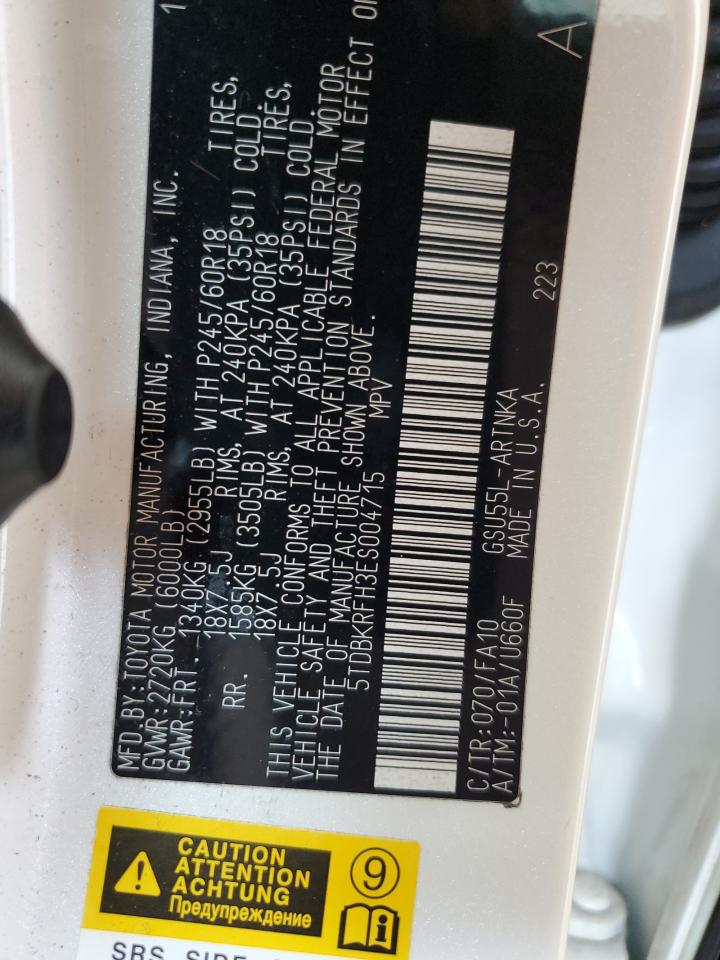 MFD.BY:TOYOTA MOTOR MANUFACTURING, INDIANA, INC. 1
GVWR:2720KG (6000LB)
GAWR:FRT. 1340KG (2955LB) WITH P245/60R18 TIRES,
18X7.5J RIMS, AT 240KPA (35PSI) COLD.
RR. 1585KG (3505LB) WITH P245/60R18 TIRES,
18X7.5J RIMS, AT 240KPA (35PSI) COLD.
THIS VEHICLE CONFORMS TO ALL APPLICABLE FEDERAL MOTOR
VEHICLE SAFETY AND THEFT PREVENTION STANDARDS IN EFFECT
THE DATE OF MANUFACTURE SHOWN ABOVE.
5TDBKRFH3ES004715 MPV
A
C/TR:070/FA10 GSU55L-ARTNKA
A/TM:-01A/U660F MADE IN U.S.A. 223
CAUTION
ATTENTION
ACHTUNG
Предупреждение
9
i
SRS SIDE